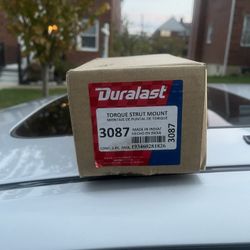 Duralast
TORQUE STRUT MOUNT
MONTAJE DE PUNTAL DE TORQUE
3087
MADE IN INDIA/
HECHO EN INDIA
3087